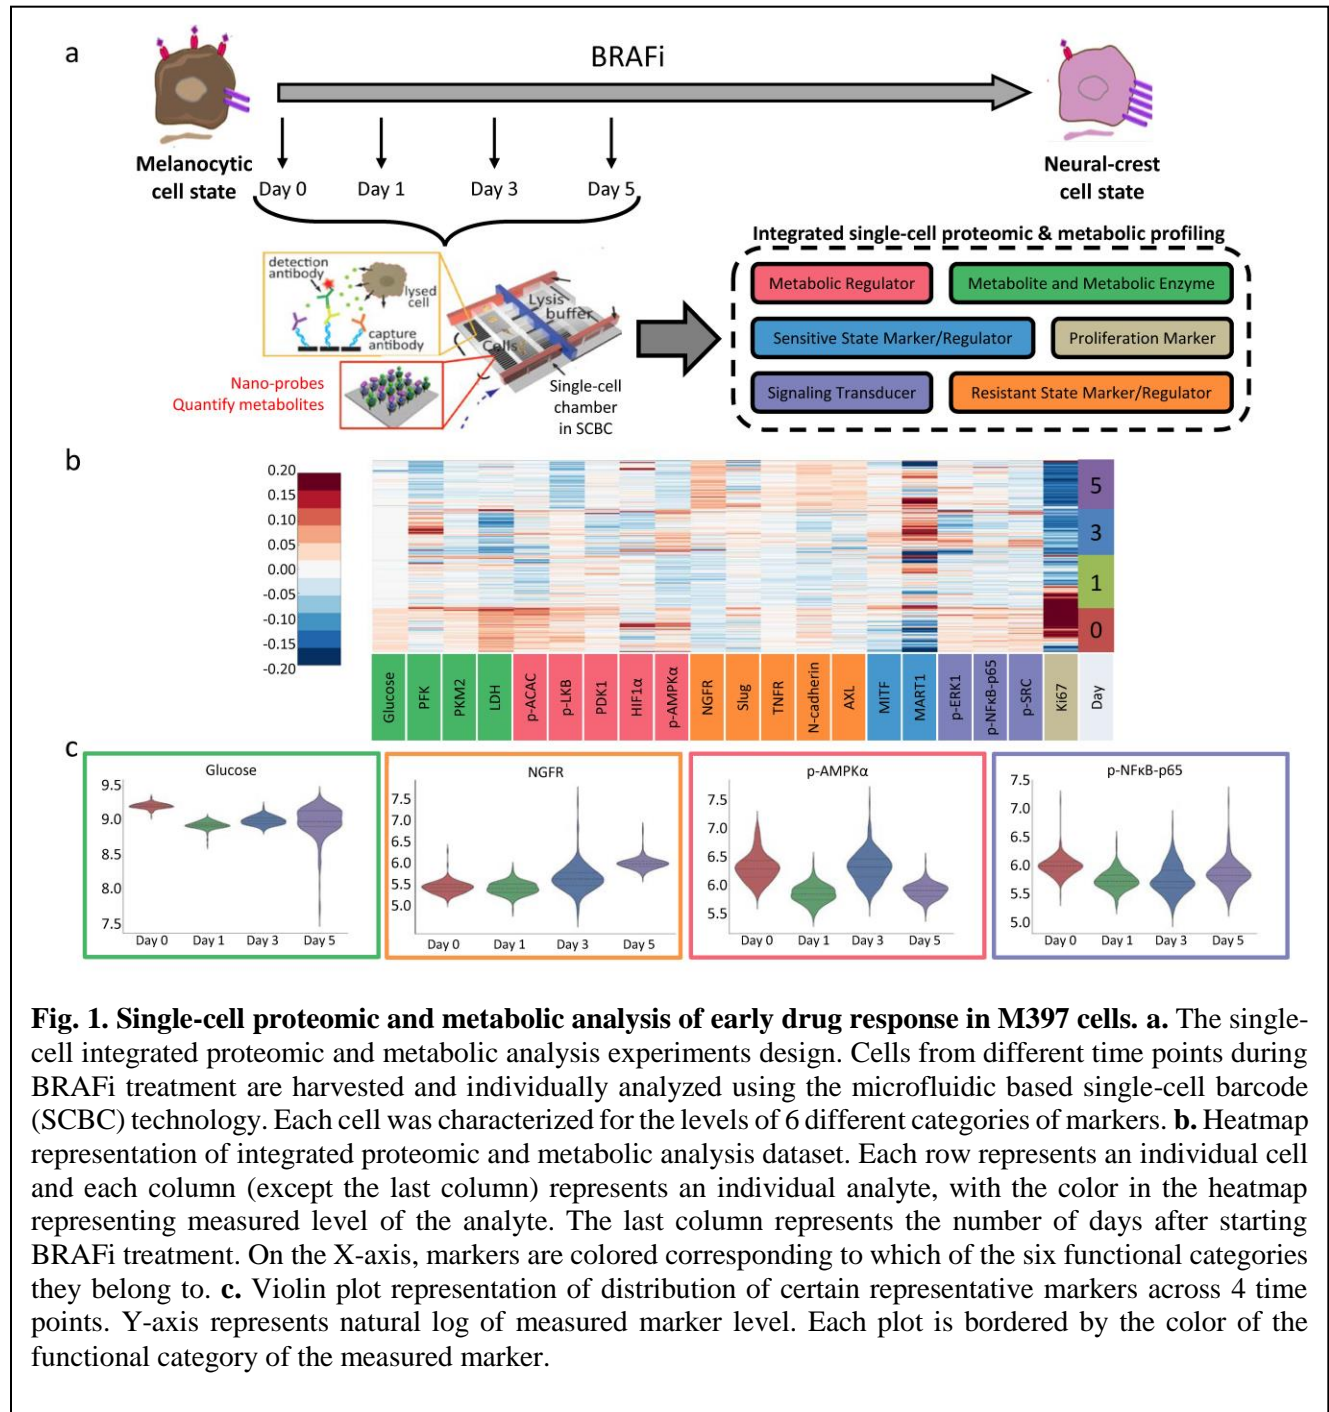 a
BRAFi
Melanocytic
cell state
Day 0
Day 1
Day 3
Day 5
Neural-crest
cell state
detection
antibody
lysed
cell
capture
antibody
Lysis
buffer
Cells
Nano-probes
Quantify metabolites
Single-cell
chamber
in SCBC
Integrated single-cell proteomic & metabolic profiling
Metabolic Regulator
Metabolite and Metabolic Enzyme
Sensitive State Marker/Regulator
Proliferation Marker
Signaling Transducer
Resistant State Marker/Regulator
b
0.20
0.15
0.10
0.05
0.00
-0.05
-0.10
-0.15
-0.20
5
3
1
0
Glucose
PFK
PKM2
LDH
p-ACAC
p-LKB
PDK1
HIF1α
p-AMPKα
NGFR
Slug
TNFR
N-cadherin
AXL
MITF
MART1
p-ERK1
p-NFκB-p65
p-SRC
Ki67
Day
c
Glucose
9.5
9.0
8.5
8.0
7.5
Day 0 Day 1 Day 3 Day 5
NGFR
7.5
7.0
6.5
6.0
5.5
5.0
Day 0 Day 1 Day 3 Day 5
p-AMPKα
7.5
7.0
6.5
6.0
5.5
Day 0 Day 1 Day 3 Day 5
p-NFκB-p65
7.5
7.0
6.5
6.0
5.5
5.0
Day 0 Day 1 Day 3 Day 5
Fig. 1. Single-cell proteomic and metabolic analysis of early drug response in M397 cells. a. The single-
cell integrated proteomic and metabolic analysis experiments design. Cells from different time points during
BRAFi treatment are harvested and individually analyzed using the microfluidic based single-cell barcode
(SCBC) technology. Each cell was characterized for the levels of 6 different categories of markers. b. Heatmap
representation of integrated proteomic and metabolic analysis dataset. Each row represents an individual cell
and each column (except the last column) represents an individual analyte, with the color in the heatmap
representing measured level of the analyte. The last column represents the number of days after starting
BRAFi treatment. On the X-axis, markers are colored corresponding to which of the six functional categories
they belong to. c. Violin plot representation of distribution of certain representative markers across 4 time
points. Y-axis represents natural log of measured marker level. Each plot is bordered by the color of the
functional category of the measured marker.